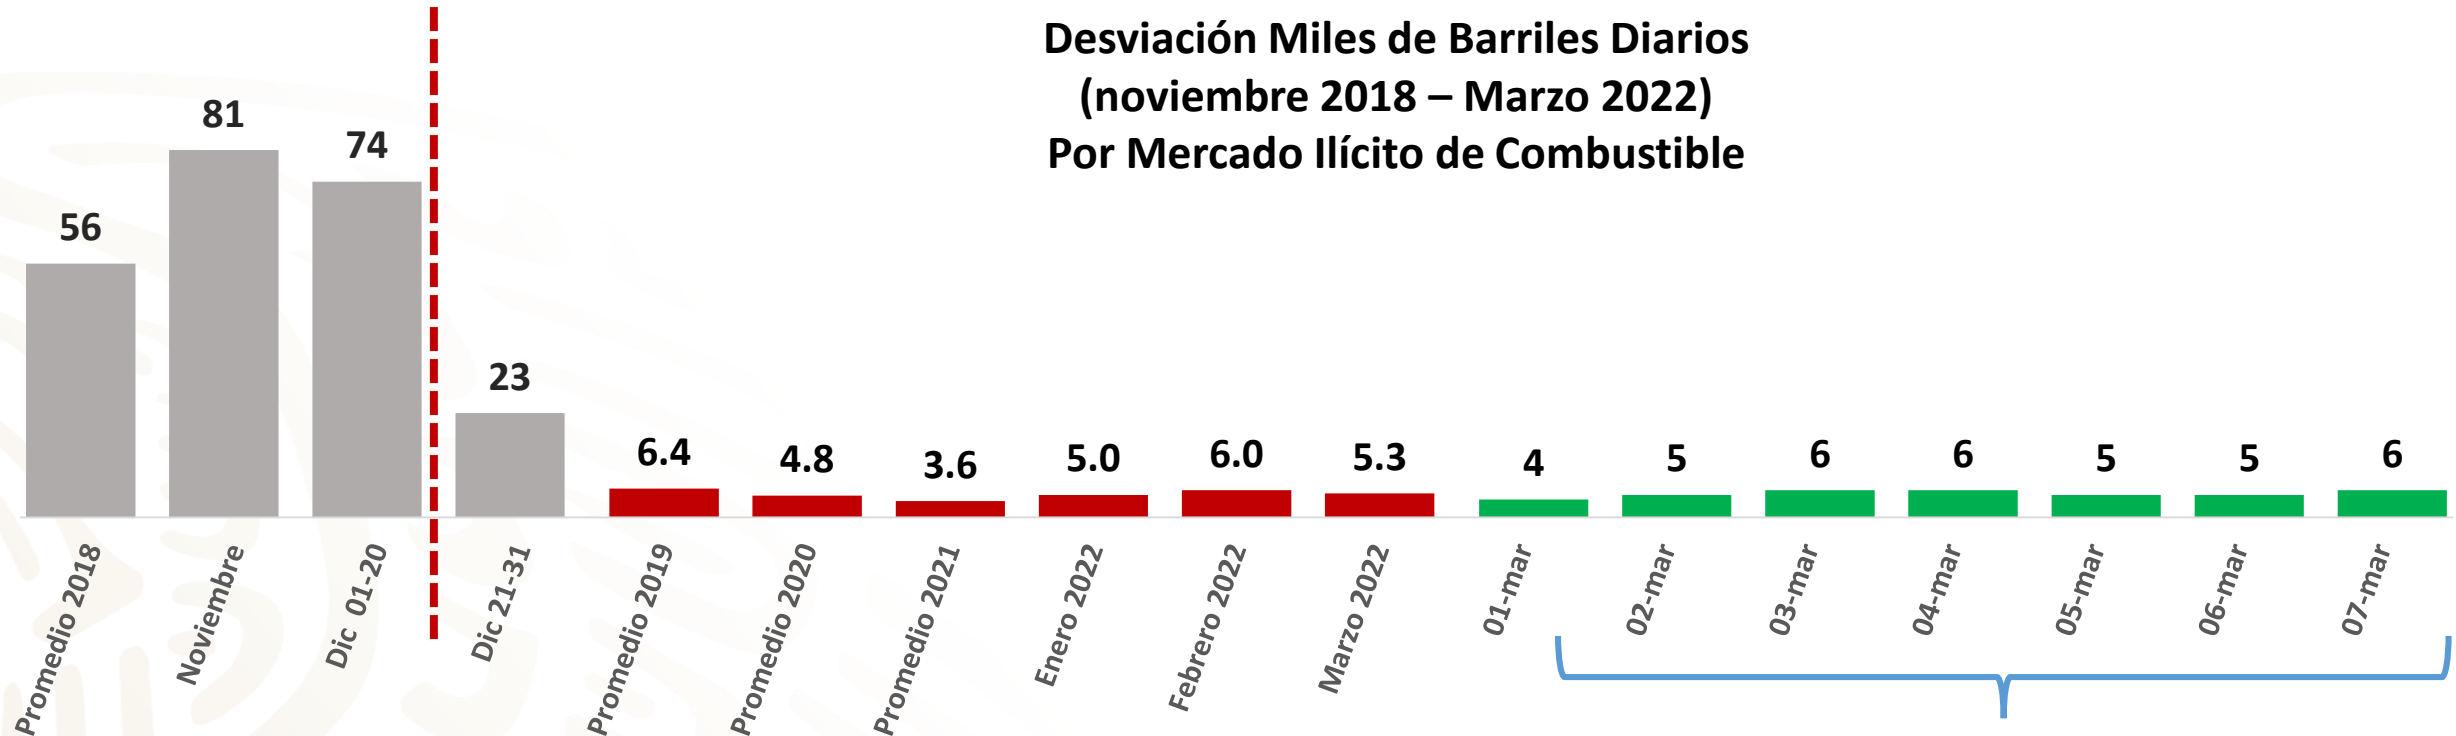 Desviación Miles de Barriles Diarios
(noviembre 2018 – Marzo 2022)
Por Mercado Ilícito de Combustible
56
81
74
23
6.4
4.8
3.6
5.0
6.0
5.3
4
5
6
6
5
5
6
Promedio 2018
Noviembre
Dic 01-20
Dic 21-31
Promedio 2019
Promedio 2020
Promedio 2021
Enero 2022
Febrero 2022
Marzo 2022
01-mar
02-mar
03-mar
04-mar
05-mar
06-mar
07-mar